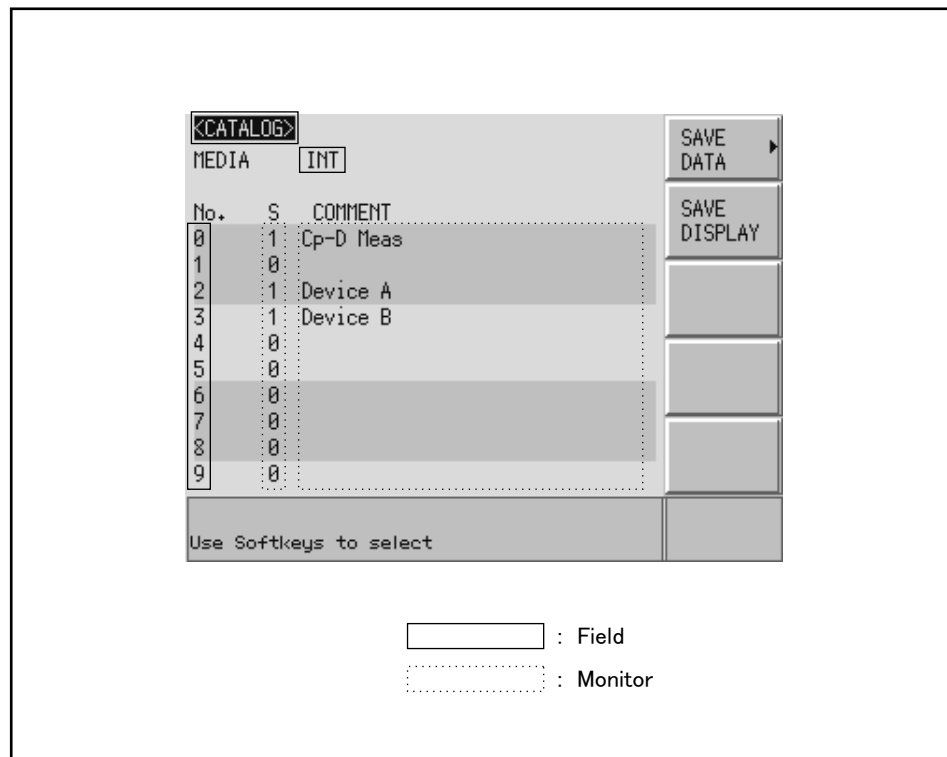 <CATALOG>
MEDIA INT
No. S COMMENT
0 1 Cp-D Meas
1 0
2 1 Device A
3 1 Device B
4 0
5 0
6 0
7 0
8 0
9 0
Use Softkeys to select
SAVE
DATA
SAVE
DISPLAY
: Field
: Monitor